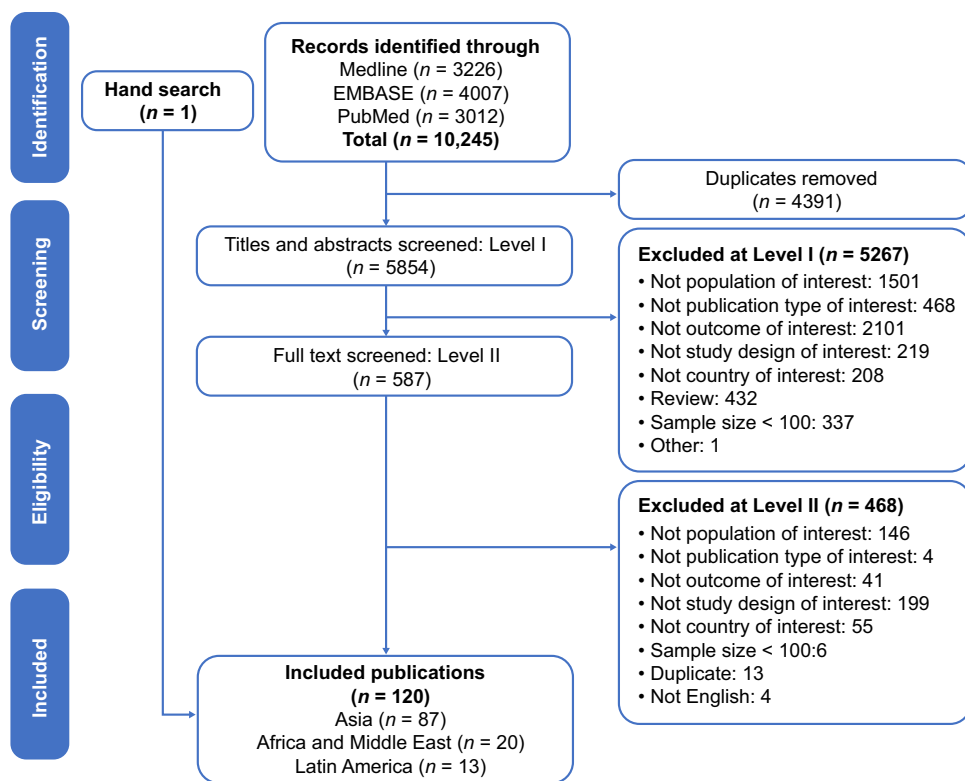 Identification
Screening
Eligibility
Included
Hand search
(n = 1)
Records identified through
Medline (n = 3226)
EMBASE (n = 4007)
PubMed (n = 3012)
Total (n = 10,245)
Duplicates removed
(n = 4391)
Titles and abstracts screened: Level I
(n = 5854)
Excluded at Level I (n = 5267)
• Not population of interest: 1501
• Not publication type of interest: 468
• Not outcome of interest: 2101
• Not study design of interest: 219
• Not country of interest: 208
• Review: 432
• Sample size < 100: 337
• Other: 1
Full text screened: Level II
(n = 587)
Excluded at Level II (n = 468)
• Not population of interest: 146
• Not publication type of interest: 4
• Not outcome of interest: 41
• Not study design of interest: 199
• Not country of interest: 55
• Sample size < 100:6
• Duplicate: 13
• Not English: 4
Included publications
(n = 120)
Asia (n = 87)
Africa and Middle East (n = 20)
Latin America (n = 13)